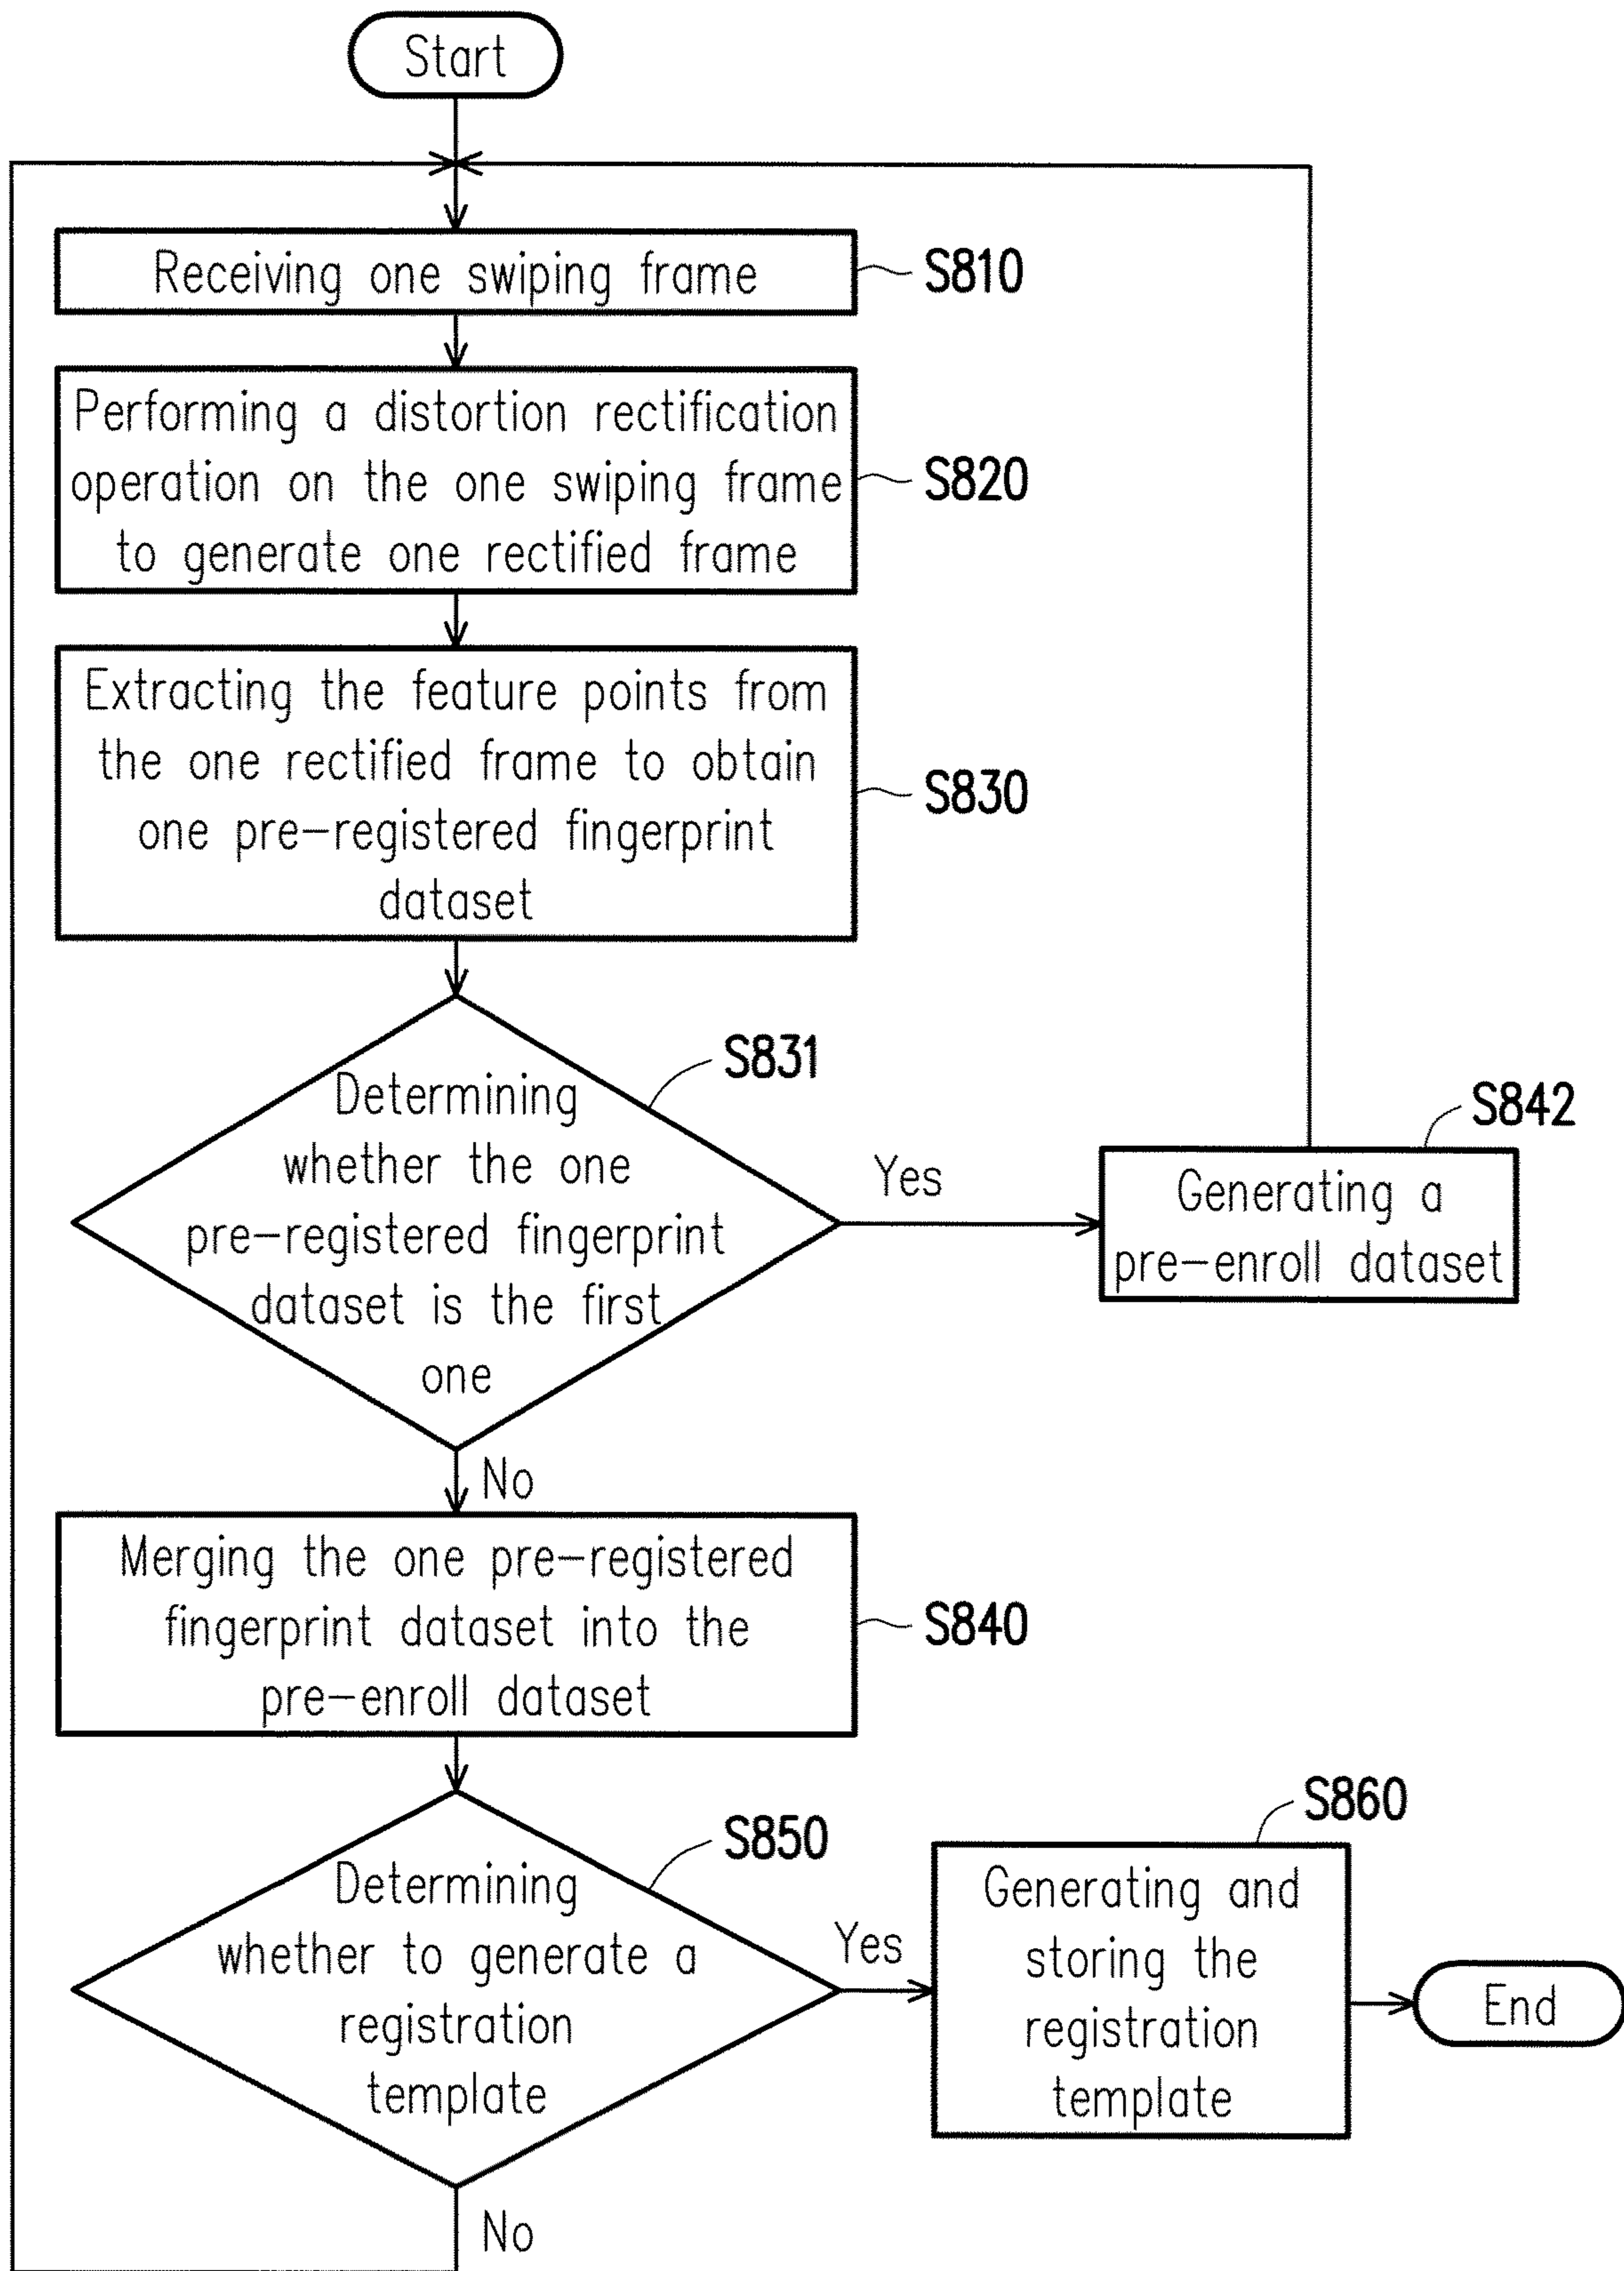 Start
Receiving one swiping frame
S810
Performing a distortion rectification
operation on the one swiping frame
to generate one rectified frame
S820
Extracting the feature points from
the one rectified frame to obtain
one pre-registered fingerprint
dataset
S830
S831
Determining
whether the one
pre-registered fingerprint
dataset is the first
one
Yes
S842
Generating a
pre-enroll dataset
No
Merging the one pre-registered
fingerprint dataset into the
pre-enroll dataset
S840
S850
Determining
whether to generate a
registration
template
Yes
S860
Generating and
storing the
registration
template
End
No